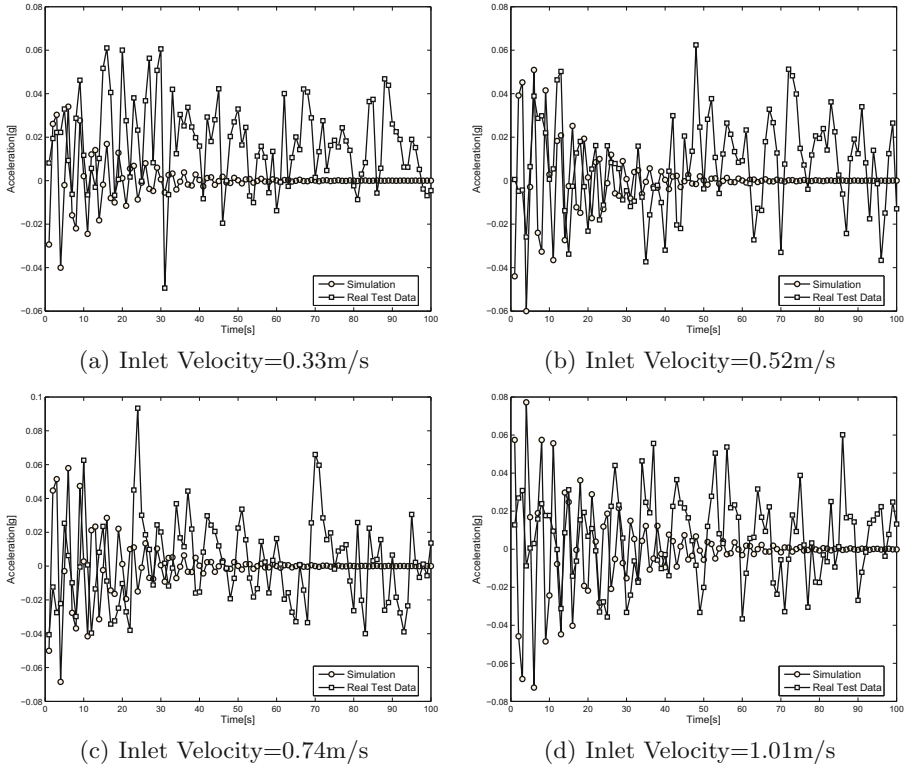 0.08
0.06
0.04
0.02
0
−0.02
−0.04
−0.06
Acceleration[g]
0 10 20 30 40 50 60 70 80 90 100
Time[s]
Simulation
Real Test Data
(a) Inlet Velocity=0.33m/s
0.08
0.06
0.04
0.02
0
−0.02
−0.04
−0.06
Acceleration[g]
0 10 20 30 40 50 60 70 80 90 100
Time[s]
Simulation
Real Test Data
(b) Inlet Velocity=0.52m/s
0.1
0.08
0.06
0.04
0.02
0
−0.02
−0.04
−0.06
−0.08
Acceleration[g]
0 10 20 30 40 50 60 70 80 90 100
Time[s]
Simulation
Real Test Data
(c) Inlet Velocity=0.74m/s
0.08
0.06
0.04
0.02
0
−0.02
−0.04
−0.06
−0.08
Acceleration[g]
0 10 20 30 40 50 60 70 80 90 100
Time[s]
Simulation
Real Test Data
(d) Inlet Velocity=1.01m/s